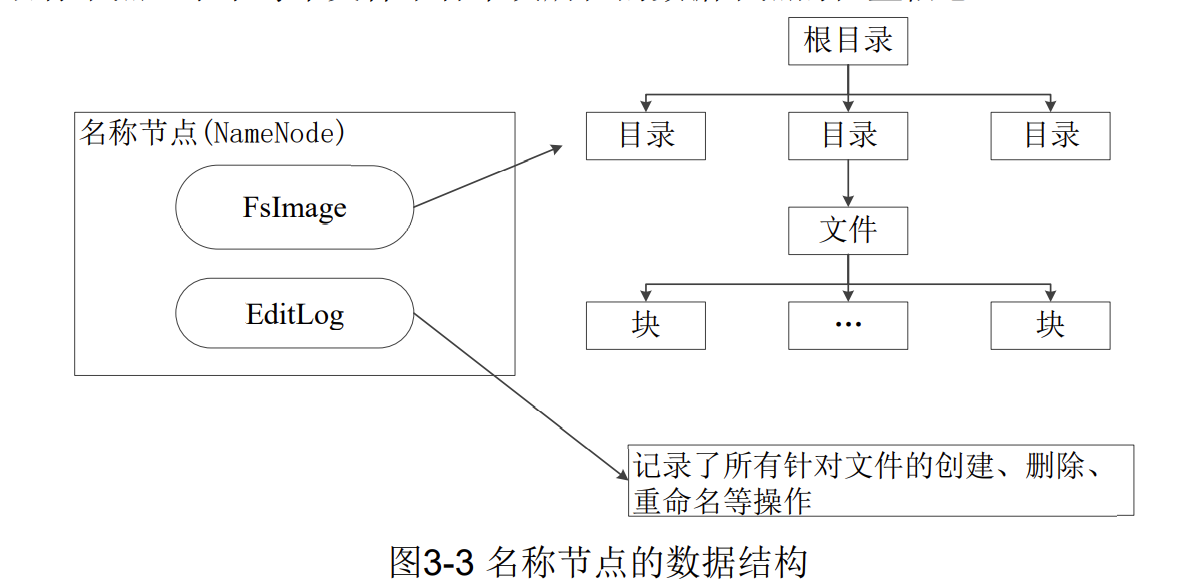 根目录
名称节点(NameNode)
目录
目录
目录
FsImage
文件
EditLog
块
…
块
记录了所有针对文件的创建、删除、
重命名等操作
图3-3 名称节点的数据结构